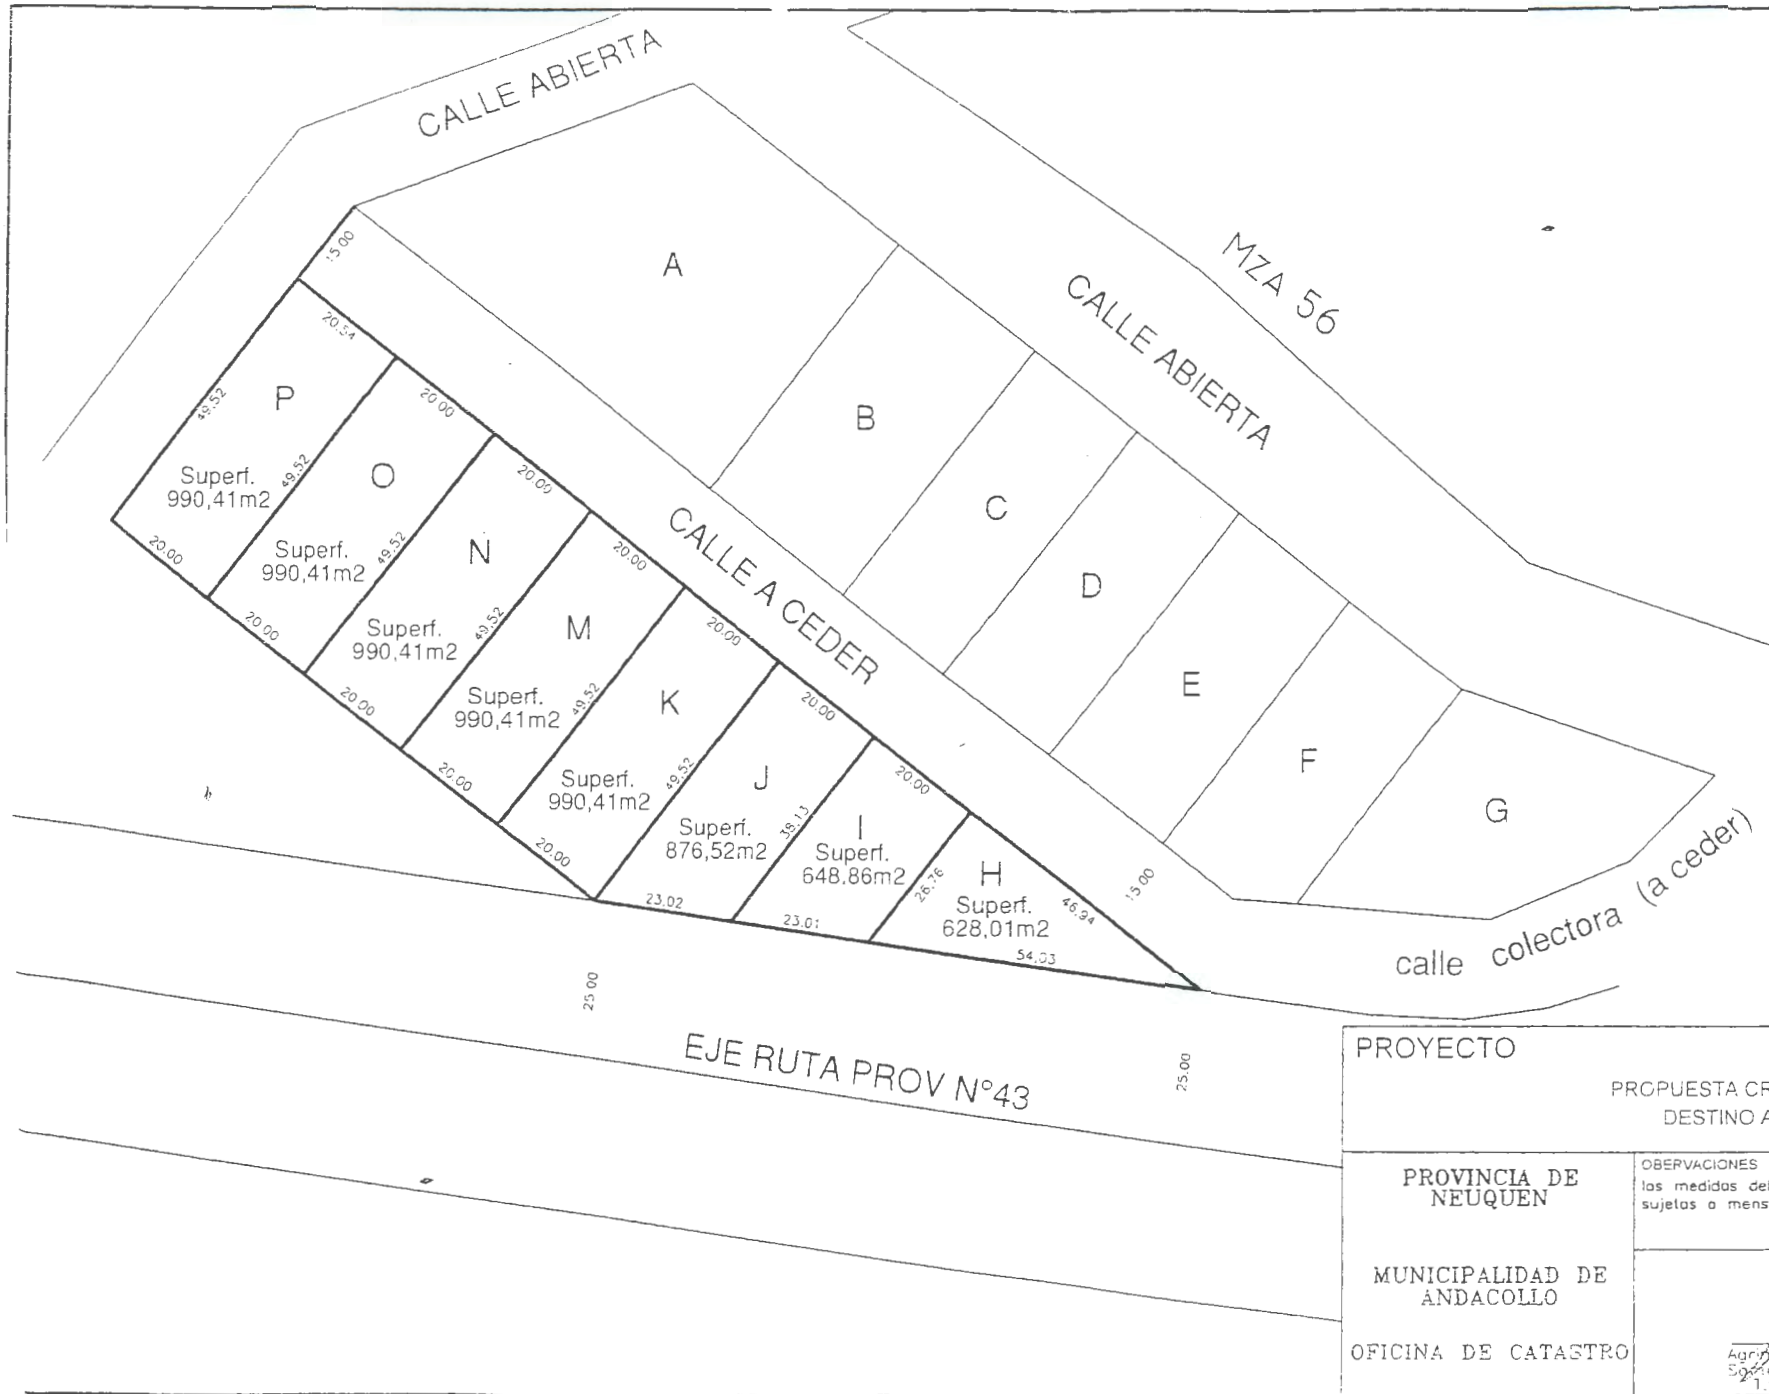 CALLE ABIERTA
MZA 56
CALLE ABIERTA
A
B
C
D
E
F
G
15.00
20.54
20.00
20.00
20.00
20.00
20.00
20.00
46.94
CALLE A CEDER
15.00
calle colectora (a ceder)
P
Superf.
990,41m2
49.52
49.52
20.00
O
Superf.
990,41m2
49.52
20.00
N
Superf.
990,41m2
49.52
20.00
M
Superf.
990,41m2
49.52
20.00
K
Superf.
990,41m2
49.52
20.00
J
Superf.
876,52m2
38.13
23.02
I
Superf.
648.86m2
26.76
23.01
H
Superf.
628,01m2
54.03
25.00
25.00
EJE RUTA PROV N°43
PROYECTO
PROPUESTA CR
DESTINO A
PROVINCIA DE
NEUQUEN
OBERVACIONES
las medidas del
sujetas a mens
MUNICIPALIDAD DE
ANDACOLLO
OFICINA DE CATASTRO